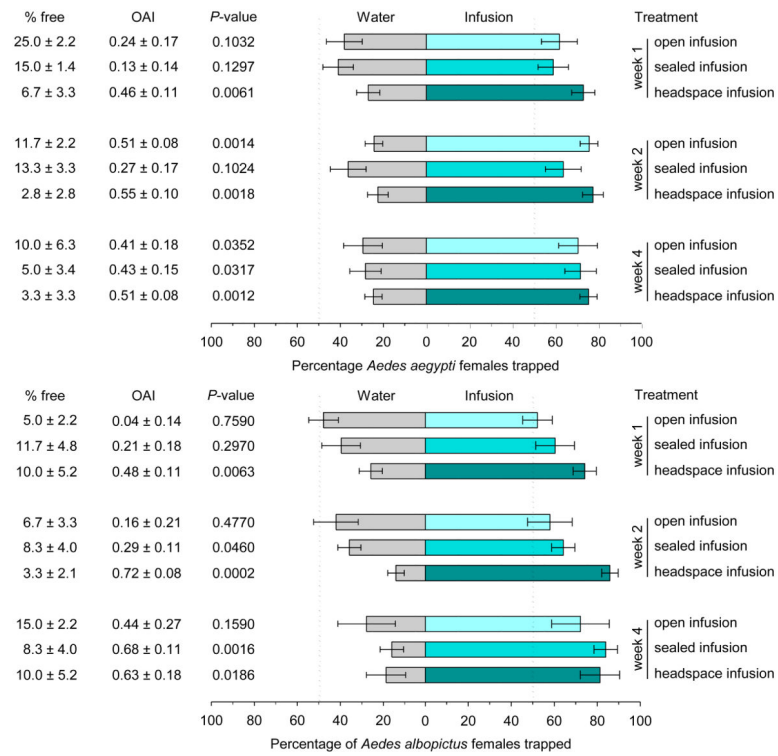 % free OAI P-value Water Infusion Treatment
25.0 ± 2.2 0.24 ± 0.17 0.1032 open infusion
15.0 ± 1.4 0.13 ± 0.14 0.1297 sealed infusion
6.7 ± 3.3 0.46 ± 0.11 0.0061 headspace infusion
week 1
11.7 ± 2.2 0.51 ± 0.08 0.0014 open infusion
13.3 ± 3.3 0.27 ± 0.17 0.1024 sealed infusion
2.8 ± 2.8 0.55 ± 0.10 0.0018 headspace infusion
week 2
10.0 ± 6.3 0.41 ± 0.18 0.0352 open infusion
5.0 ± 3.4 0.43 ± 0.15 0.0317 sealed infusion
3.3 ± 3.3 0.51 ± 0.08 0.0012 headspace infusion
week 4
100 80 60 40 20 0 20 40 60 80 100
Percentage Aedes aegypti females trapped
% free OAI P-value Water Infusion Treatment
5.0 ± 2.2 0.04 ± 0.14 0.7590 open infusion
11.7 ± 4.8 0.21 ± 0.18 0.2970 sealed infusion
10.0 ± 5.2 0.48 ± 0.11 0.0063 headspace infusion
week 1
6.7 ± 3.3 0.16 ± 0.21 0.4770 open infusion
8.3 ± 4.0 0.29 ± 0.11 0.0460 sealed infusion
3.3 ± 2.1 0.72 ± 0.08 0.0002 headspace infusion
week 2
15.0 ± 2.2 0.44 ± 0.27 0.1590 open infusion
8.3 ± 4.0 0.68 ± 0.11 0.0016 sealed infusion
10.0 ± 5.2 0.63 ± 0.18 0.0186 headspace infusion
week 4
100 80 60 40 20 0 20 40 60 80 100
Percentage of Aedes albopictus females trapped